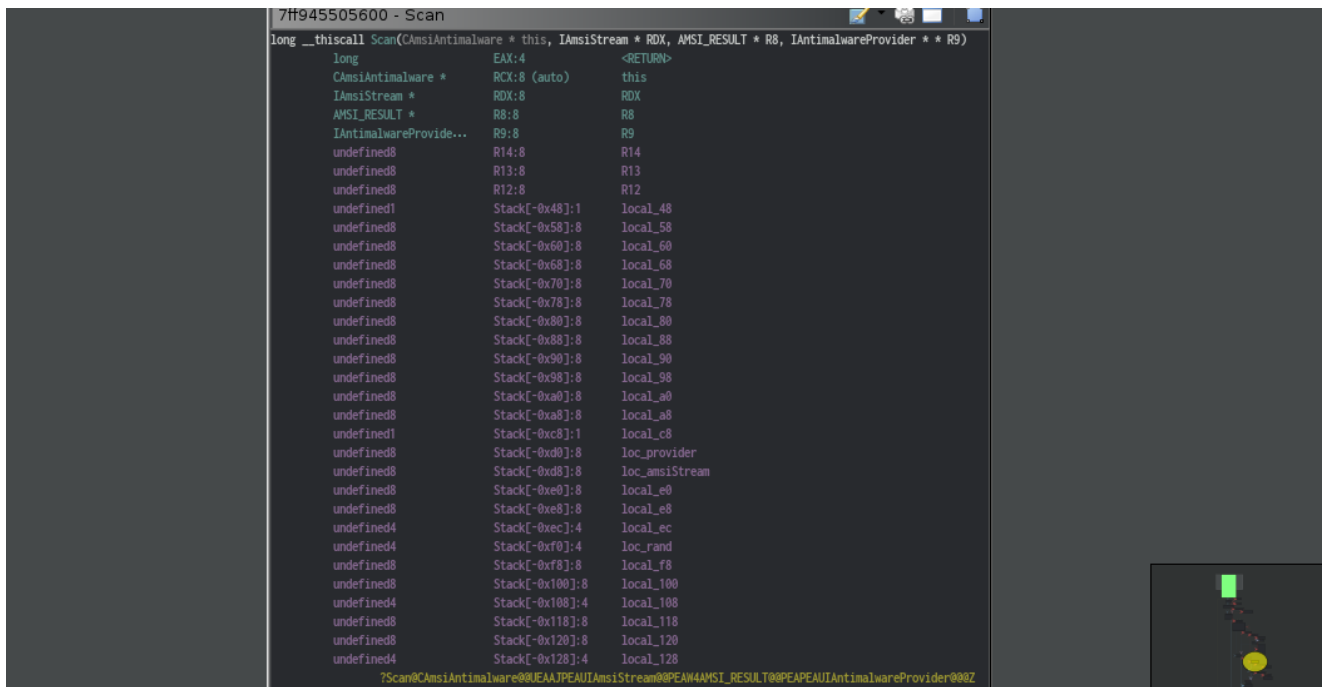 7ff945505600 - Scan
long __thiscall Scan(CAmsiAntimalware * this, IAmsiStream * RDX, AMSI_RESULT * R8, IAntimalwareProvider * * R9)
long EAX:4 <RETURN>
CAmsiAntimalware * RCX:8 (auto) this
IAmsiStream * RDX:8 RDX
AMSI_RESULT * R8:8 R8
IAntimalwareProvide... R9:8 R9
undefined8 R14:8 R14
undefined8 R13:8 R13
undefined8 R12:8 R12
undefined1 Stack[-0x48]:1 local_48
undefined8 Stack[-0x58]:8 local_58
undefined8 Stack[-0x60]:8 local_60
undefined8 Stack[-0x68]:8 local_68
undefined8 Stack[-0x70]:8 local_70
undefined8 Stack[-0x78]:8 local_78
undefined8 Stack[-0x80]:8 local_80
undefined8 Stack[-0x88]:8 local_88
undefined8 Stack[-0x90]:8 local_90
undefined8 Stack[-0x98]:8 local_98
undefined8 Stack[-0xa0]:8 local_a0
undefined8 Stack[-0xa8]:8 local_a8
undefined1 Stack[-0xc8]:1 local_c8
undefined8 Stack[-0xd0]:8 loc_provider
undefined8 Stack[-0xd8]:8 loc_amsiStream
undefined8 Stack[-0xe0]:8 local_e0
undefined8 Stack[-0xe8]:8 local_e8
undefined4 Stack[-0xec]:4 local_ec
undefined4 Stack[-0xf0]:4 loc_rand
undefined8 Stack[-0xf8]:8 local_f8
undefined8 Stack[-0x100]:8 local_100
undefined4 Stack[-0x108]:4 local_108
undefined8 Stack[-0x118]:8 local_118
undefined8 Stack[-0x120]:8 local_120
undefined4 Stack[-0x128]:4 local_128
?Scan@CAmsiAntimalware@@UEAAJPEAUIAmsiStream@@PEAW4AMSI_RESULT@@PEAPEAUIAntimalwareProvider@@@Z